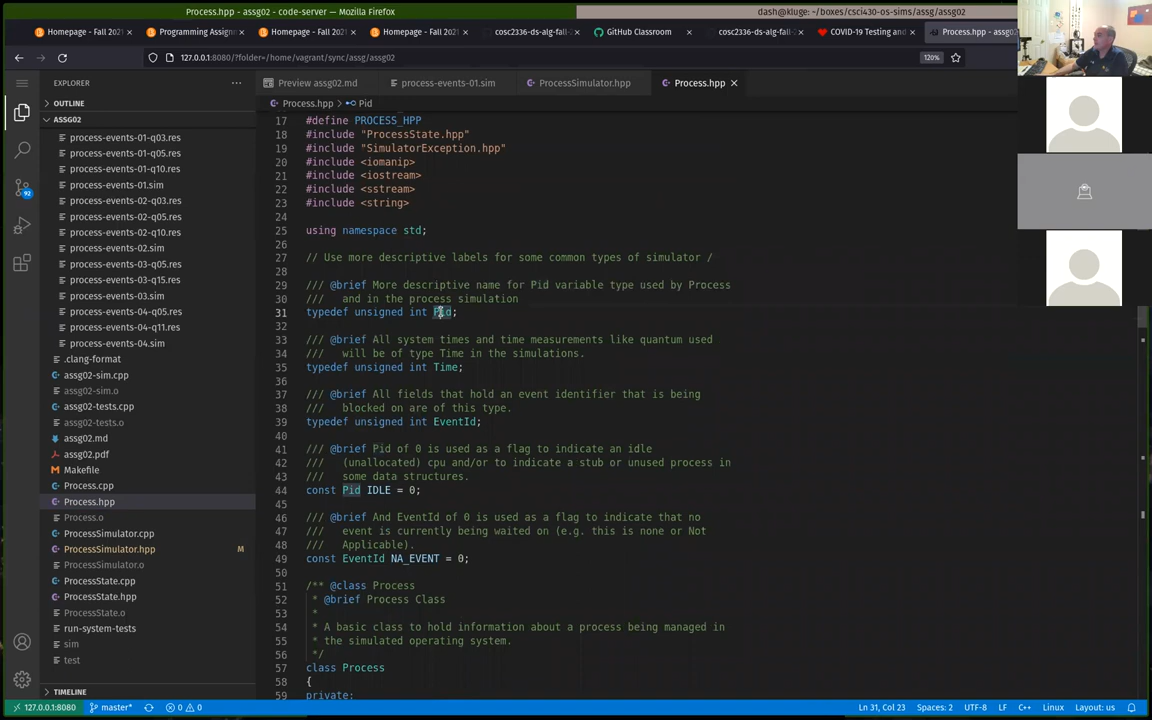 Process.hpp - assg02 - code-server — Mozilla Firefox
dash@kluge: ~/boxes/csci430-os-sims/assg/assg02
Homepage - Fall 2021
Programming Assign
Homepage - Fall 202
Homepage - Fall 202
cosc2336-ds-alg-fall-
GitHub Classroom
cosc2336-ds-alg-fall-
COVID-19 Testing and
Process.hpp - assg0
127.0.0.1:8080/?folder=/home/vagrant/sync/assg/assg02
120%
EXPLORER
Preview assg02.md
process-events-01.sim
ProcessSimulator.hpp
Process.hpp
OUTLINE
Process.hpp > Pid
ASSG02
process-events-01-q03.res
process-events-01-q05.res
process-events-01-q10.res
process-events-01.sim
process-events-02-q03.res
process-events-02-q05.res
process-events-02-q10.res
process-events-02.sim
process-events-03-q05.res
process-events-03-q15.res
process-events-03.sim
process-events-04-q05.res
process-events-04-q11.res
process-events-04.sim
.clang-format
assg02-sim.cpp
assg02-sim.o
assg02-tests.cpp
assg02-tests.o
assg02.md
assg02.pdf
Makefile
Process.cpp
Process.hpp
Process.o
ProcessSimulator.cpp
ProcessSimulator.hpp M
ProcessSimulator.o
ProcessState.cpp
ProcessState.hpp
ProcessState.o
run-system-tests
sim
test
TIMELINE
92
17 #define PROCESS_HPP
18 #include "ProcessState.hpp"
19 #include "SimulatorException.hpp"
20 #include <iomanip>
21 #include <iostream>
22 #include <sstream>
23 #include <string>
24
25 using namespace std;
26
27 // Use more descriptive labels for some common types of simulator /
28
29 /// @brief More descriptive name for Pid variable type used by Process
30 /// and in the process simulation
31 typedef unsigned int Pid;
32
33 /// @brief All system times and time measurements like quantum used
34 /// will be of type Time in the simulations.
35 typedef unsigned int Time;
36
37 /// @brief All fields that hold an event identifier that is being
38 /// blocked on are of this type.
39 typedef unsigned int EventId;
40
41 /// @brief Pid of 0 is used as a flag to indicate an idle
42 /// (unallocated) cpu and/or to indicate a stub or unused process in
43 /// some data structures.
44 const Pid IDLE = 0;
45
46 /// @brief And EventId of 0 is used as a flag to indicate that no
47 /// event is currently being waited on (e.g. this is none or Not
48 /// Applicable).
49 const EventId NA_EVENT = 0;
50
51 /** @class Process
52 * @brief Process Class
53 *
54 * A basic class to hold information about a process being managed in
55 * the simulated operating system.
56 */
57 class Process
58 {
59 private:
127.0.0.1:8080
master*
0 0
Ln 31, Col 23
Spaces: 2
UTF-8
LF
C++
Linux
Layout: us